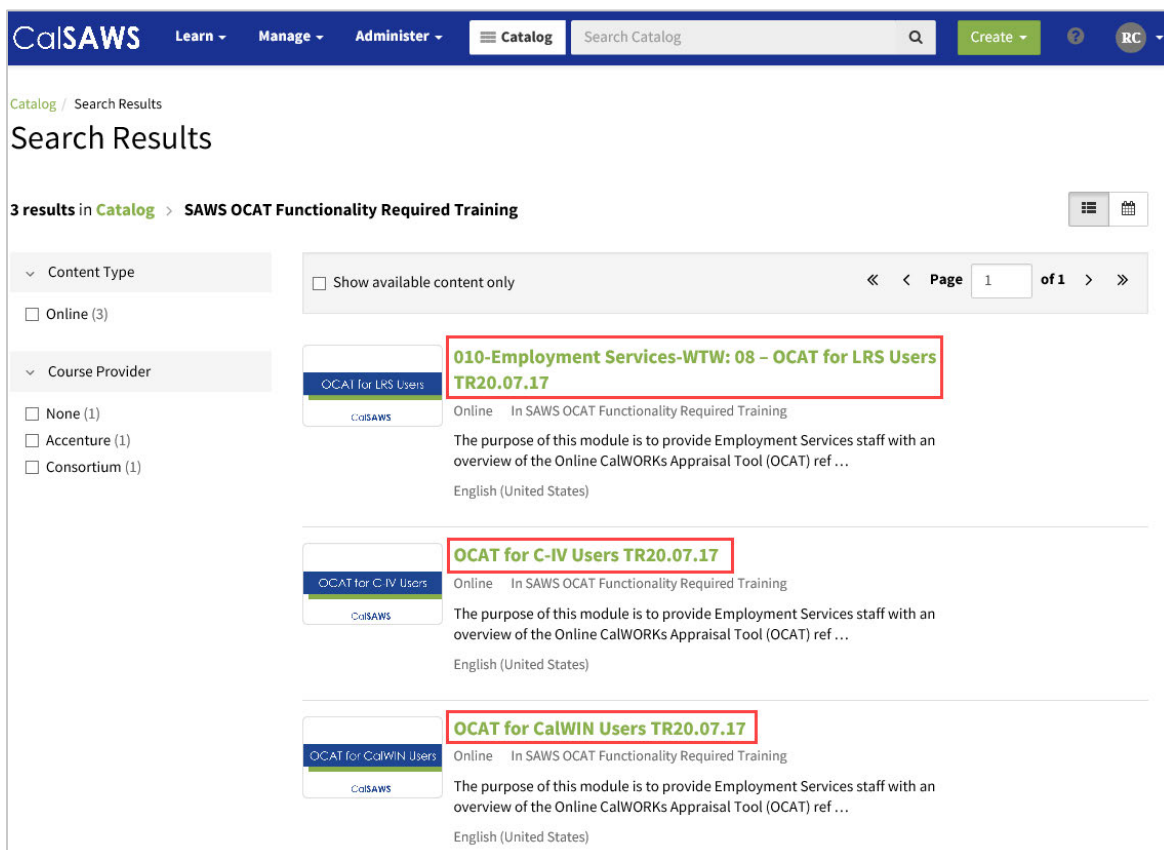 CalSAWS Learn Manage Administer Catalog Search Catalog Create ? RC
Catalog / Search Results
Search Results
3 results in Catalog > SAWS OCAT Functionality Required Training
Content Type
Online (3)
Course Provider
None (1)
Accenture (1)
Consortium (1)
Show available content only
« < Page 1 of 1 > »
OCAT for LRS Users
CalSAWS
010-Employment Services-WTW: 08 – OCAT for LRS Users
TR20.07.17
Online In SAWS OCAT Functionality Required Training
The purpose of this module is to provide Employment Services staff with an
overview of the Online CalWORKs Appraisal Tool (OCAT) ref …
English (United States)
OCAT for C-IV Users
CalSAWS
OCAT for C-IV Users TR20.07.17
Online In SAWS OCAT Functionality Required Training
The purpose of this module is to provide Employment Services staff with an
overview of the Online CalWORKs Appraisal Tool (OCAT) ref …
English (United States)
OCAT for CalWIN Users
CalSAWS
OCAT for CalWIN Users TR20.07.17
Online In SAWS OCAT Functionality Required Training
The purpose of this module is to provide Employment Services staff with an
overview of the Online CalWORKs Appraisal Tool (OCAT) ref …
English (United States)